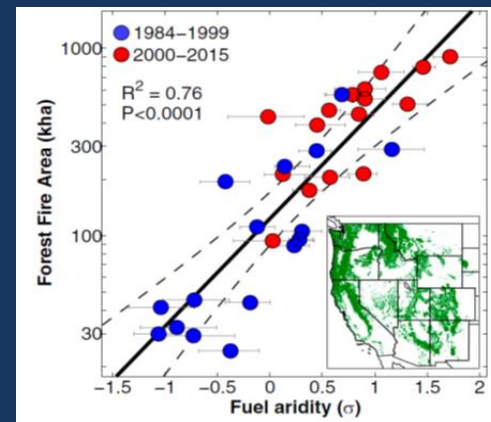 1984−1999
2000−2015
R² = 0.76
P<0.0001
Forest Fire Area (kha)
1000
300
100
30
−1.5 −1 −0.5 0 0.5 1 1.5 2
Fuel aridity (σ)